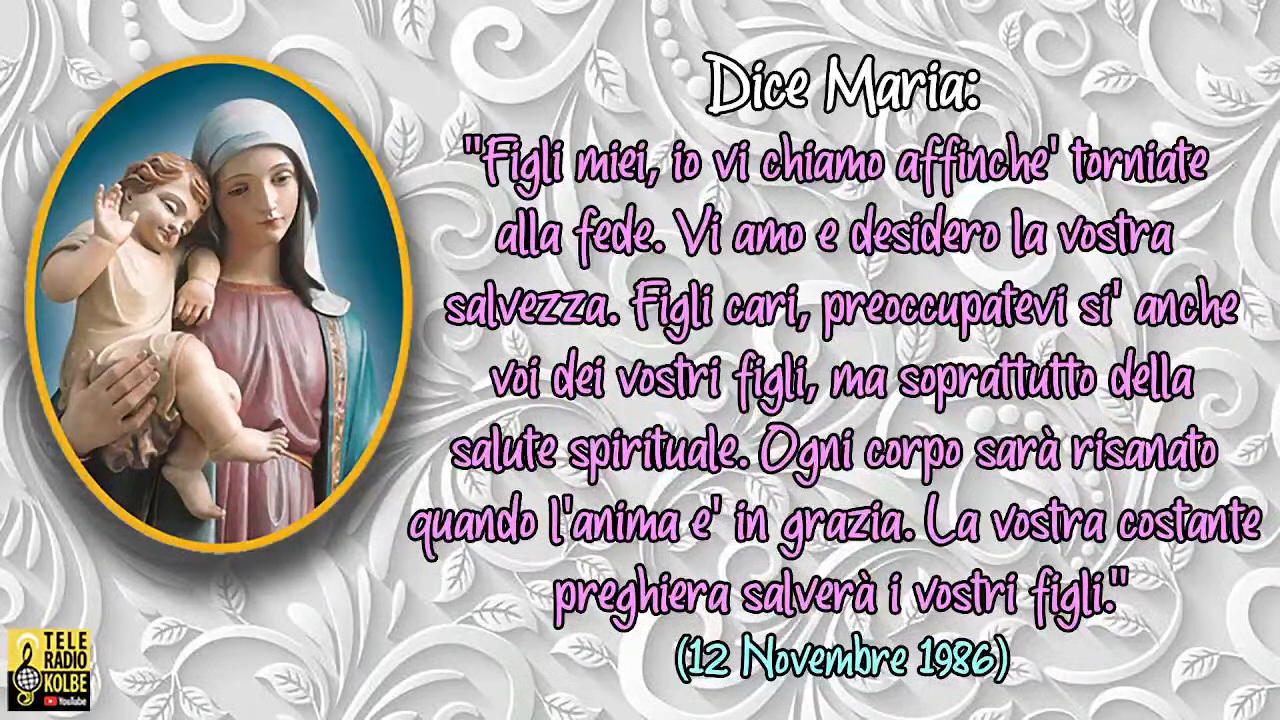 Dice Maria:
"Figli miei, io vi chiamo affinche' torniate
alla fede. Vi amo e desidero la vostra
salvezza. Figli cari, preoccupatevi si' anche
voi dei vostri figli, ma soprattutto della
salute spirituale. Ogni corpo sarà risanato
quando l'anima e' in grazia. La vostra costante
preghiera salverà i vostri figli."
(12 Novembre 1986)
TELE
RADIO
KOLBE
YouTube